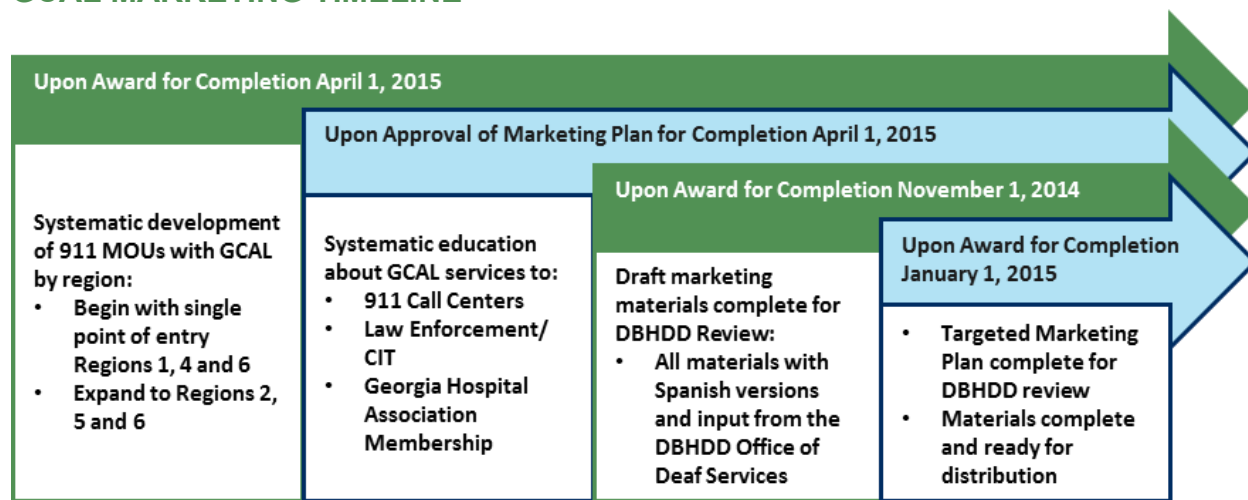 GCAL MARKETING TIMELINE
Upon Award for Completion April 1, 2015
Upon Approval of Marketing Plan for Completion April 1, 2015
Upon Award for Completion November 1, 2014
Upon Award for Completion
January 1, 2015
Systematic development
of 911 MOUs with GCAL
by region:
• Begin with single
point of entry
Regions 1, 4 and 6
• Expand to Regions 2,
5 and 6
Systematic education
about GCAL services to:
• 911 Call Centers
• Law Enforcement/
CIT
• Georgia Hospital
Association
Membership
Draft marketing
materials complete for
DBHDD Review:
• All materials with
Spanish versions
and input from the
DBHDD Office of
Deaf Services
• Targeted Marketing
Plan complete for
DBHDD review
• Materials complete
and ready for
distribution